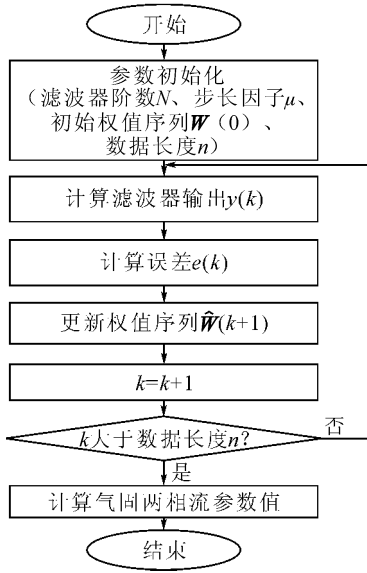 开始
参数初始化
（滤波器阶数N、步长因子μ、
初始权值序列W（0）、
数据长度n）
计算滤波器输出y(k)
计算误差e(k)
更新权值序列Ŵ(k+1)
k=k+1
k大于数据长度n?
否
是
计算气固两相流参数值
结束